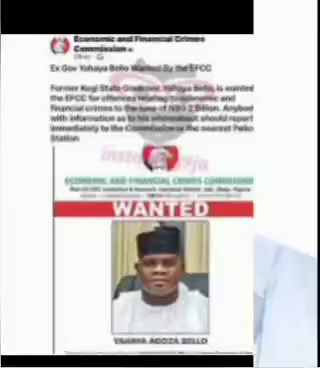 Economic and Financial Crimes
Commission
Ex Gov Yahaya Bello Wanted By the EFCC
Former Kogi State Governor, Yahaya Bello, is wanted
the EFCC for offences relating to economic and
financial crimes to the tune of N80.2 Billion. Anybod
with information as to his whereabout should report
immediately to the Commission or the nearest Police
Station
ECONOMIC AND FINANCIAL CRIMES COMMISSION
WANTED
YAHAYA ADOZA BELLO